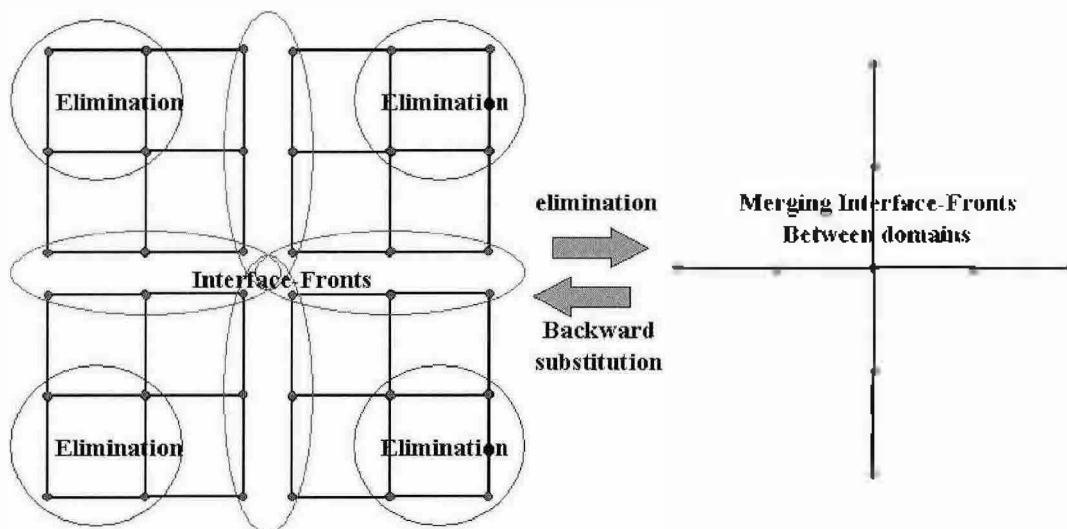 Elimination
Elimination
Interface-Fronts
Elimination
Elimination
elimination
Backward
substitution
Merging Interface-Fronts
Between domains